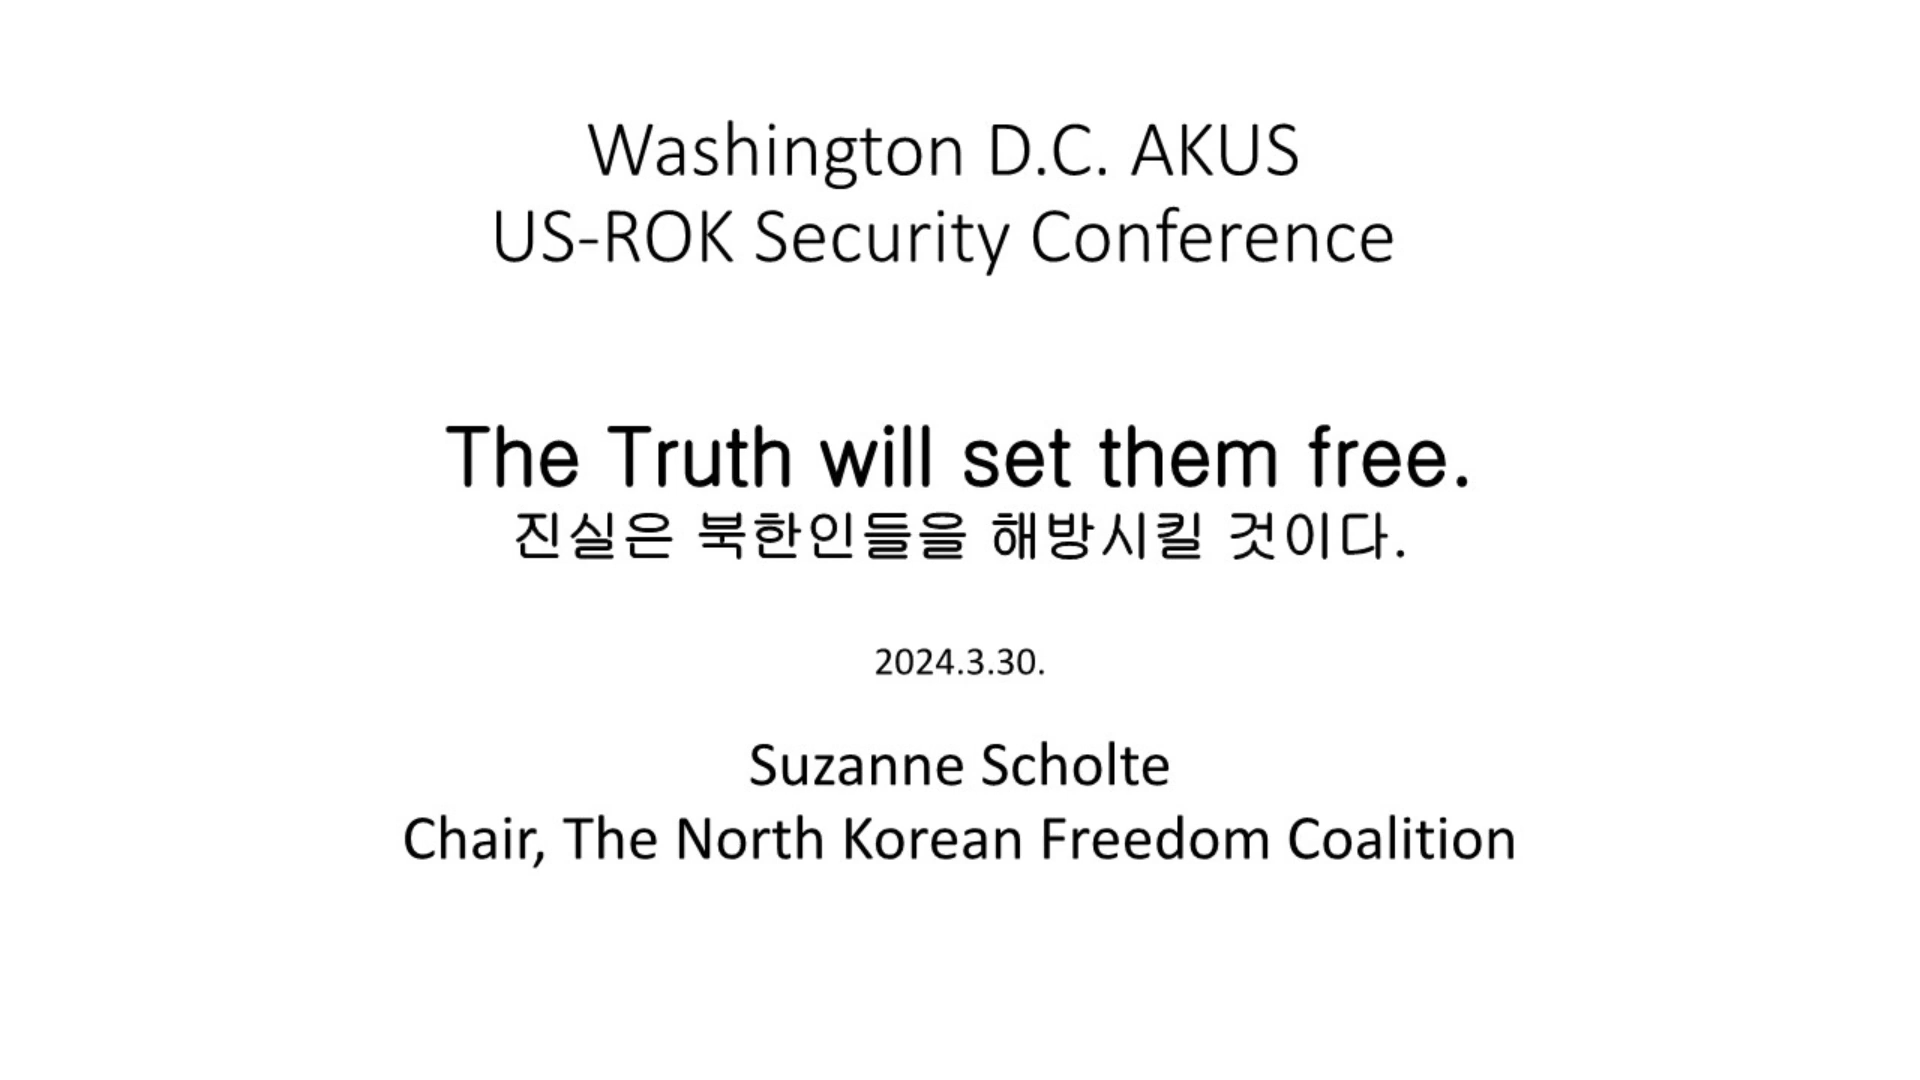 Washington D.C. AKUS
US-ROK Security Conference
The Truth will set them free.
진실은 북한인들을 해방시킬 것이다.
2024.3.30.
Suzanne Scholte
Chair, The North Korean Freedom Coalition